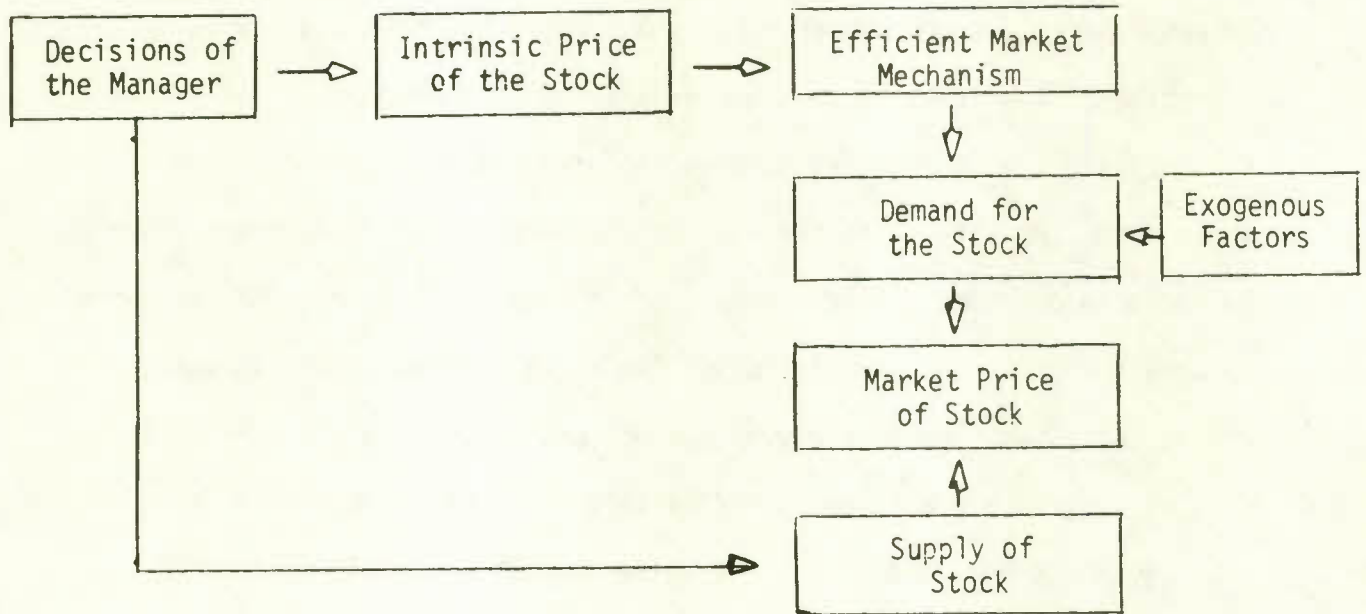 Decisions of
the Manager
Intrinsic Price
of the Stock
Efficient Market
Mechanism
Demand for
the Stock
Exogenous
Factors
Market Price
of Stock
Supply of
Stock